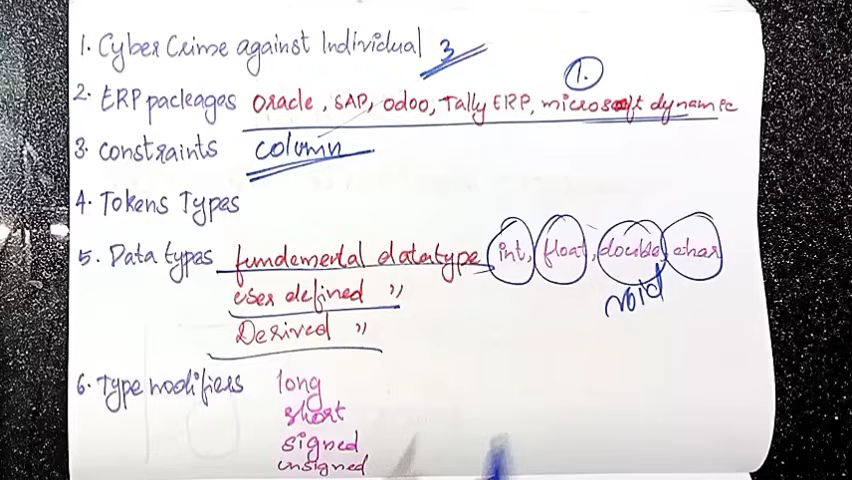 1. Cyber Crime against Individual 3
1.
2. ERP packages Oracle, SAP, Odoo, Tally ERP, microsoft dynamic
3. constraints column
4. Tokens Types
5. Data types fundemental datatype int, float, double, char
void
user defined "
Derived "
6. Type modifiers long
short
signed
unsigned